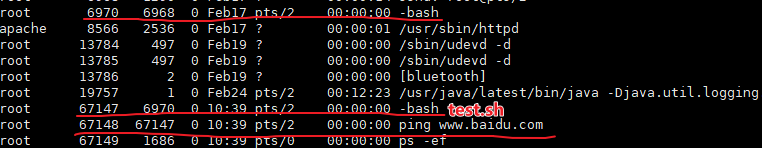 root 6970 6968 0 Feb17 pts/2 00:00:00 -bash
apache 8566 2536 0 Feb17 ? 00:00:01 /usr/sbin/httpd
root 13784 497 0 Feb19 ? 00:00:00 /sbin/udevd -d
root 13785 497 0 Feb19 ? 00:00:00 /sbin/udevd -d
root 13786 2 0 Feb19 ? 00:00:00 [bluetooth]
root 19757 1 0 Feb24 pts/2 00:12:23 /usr/java/latest/bin/java -Djava.util.logging
root 67147 6970 0 10:39 pts/2 00:00:00 -bash test.sh
root 67148 67147 0 10:39 pts/2 00:00:00 ping www.baidu.com
root 67149 1686 0 10:39 pts/0 00:00:00 ps -ef